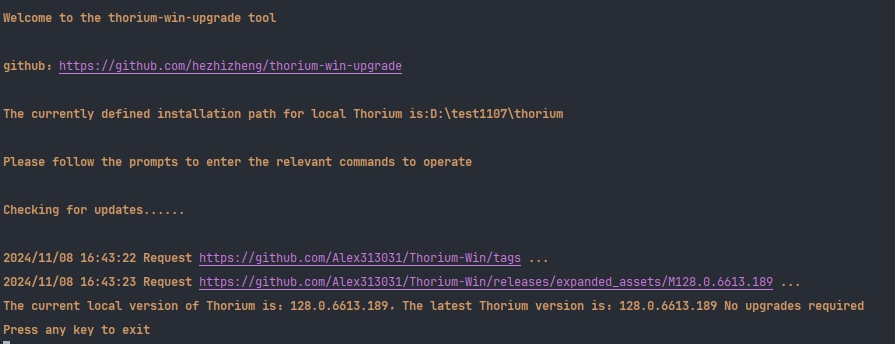 Welcome to the thorium-win-upgrade tool
github：https://github.com/hezhizheng/thorium-win-upgrade
The currently defined installation path for local Thorium is:D:\test1107\thorium
Please follow the prompts to enter the relevant commands to operate
Checking for updates......
2024/11/08 16:43:22 Request https://github.com/Alex313031/Thorium-Win/tags ...
2024/11/08 16:43:23 Request https://github.com/Alex313031/Thorium-Win/releases/expanded_assets/M128.0.6613.189 ...
The current local version of Thorium is：128.0.6613.189，The latest Thorium version is：128.0.6613.189 No upgrades required
Press any key to exit